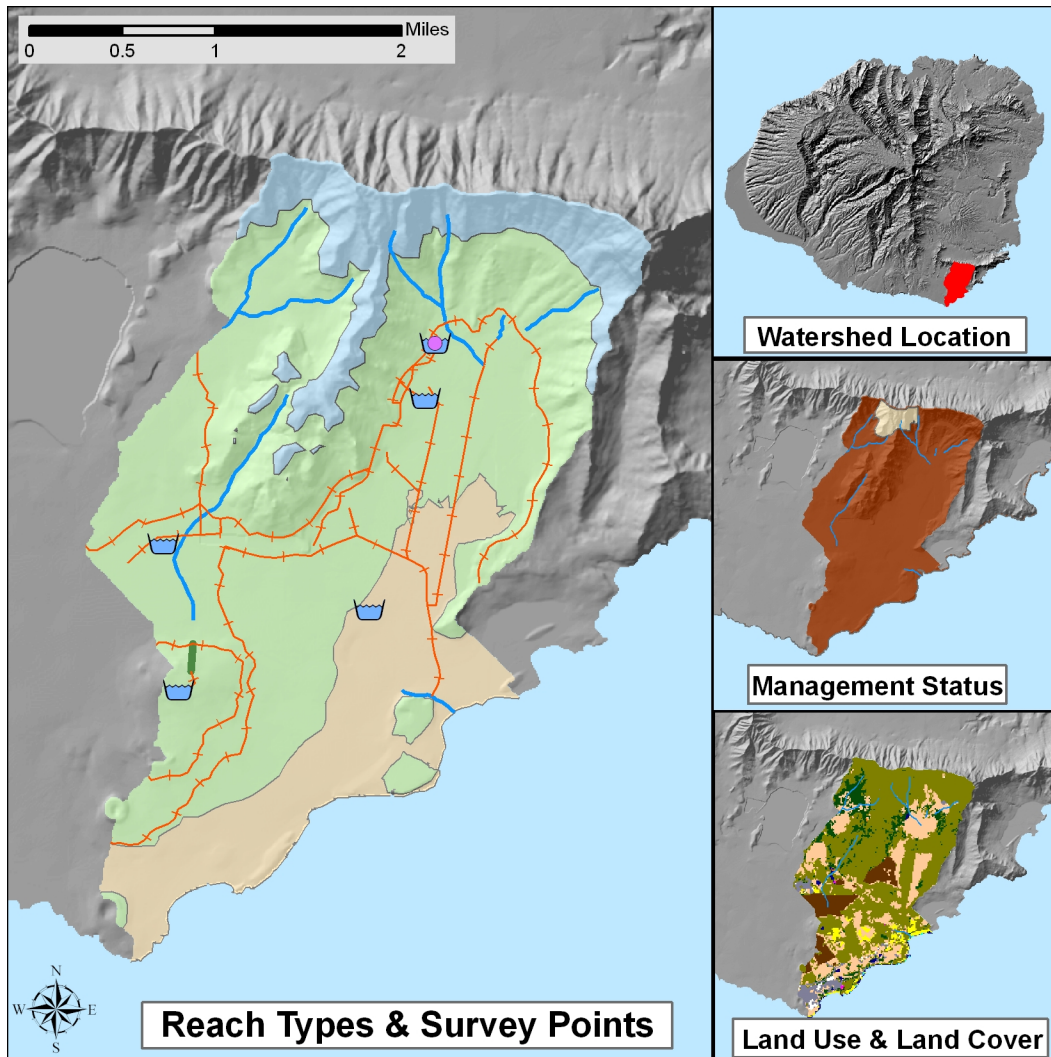 Miles
0 0.5 1 2
Watershed Location
Management Status
N
W E
S
Reach Types & Survey Points
Land Use & Land Cover